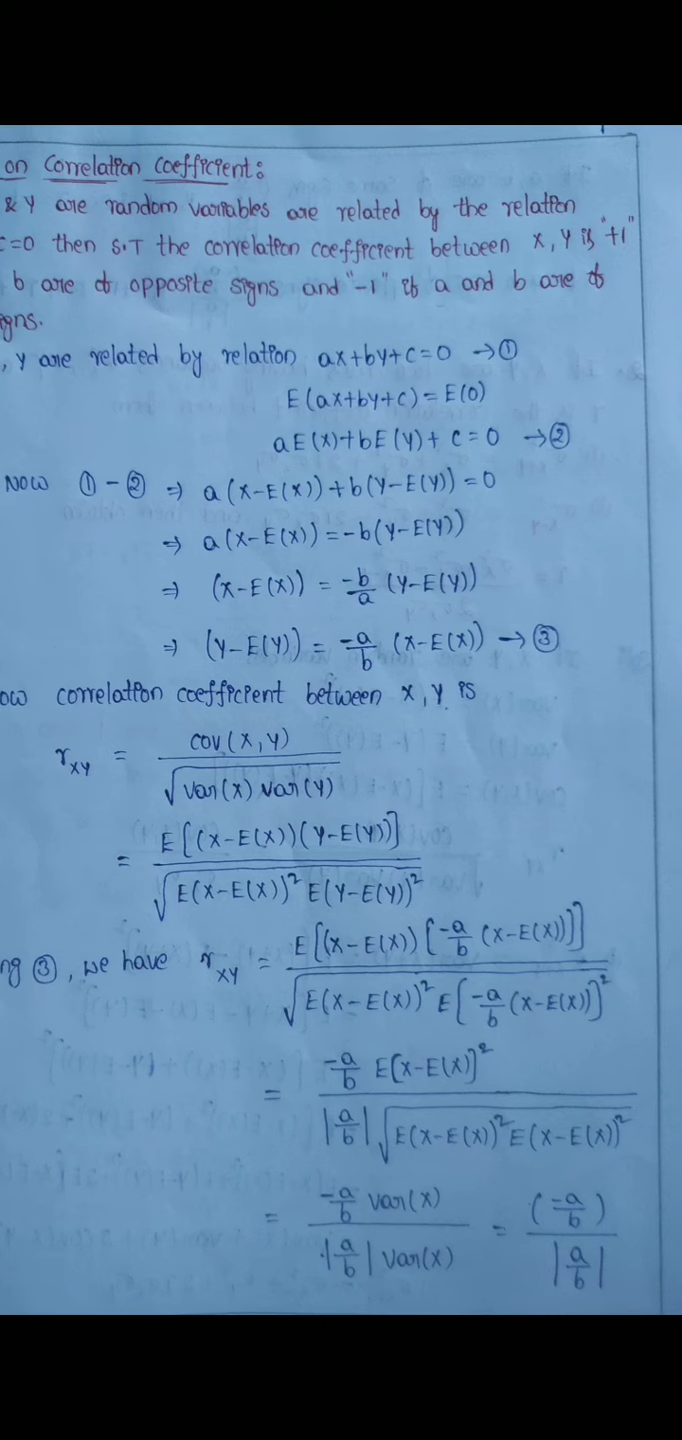 on Correlation Coefficient:
& Y are random variables are related by the relation
c=0 then S.T the correlation coefficient between X, Y is "+1"
b are of opposite signs and "-1" if a and b are of
igns.
, Y are related by relation ax+by+c=0 → ①
E(ax+by+c) = E(0)
aE(x)+bE(y)+ c=0 → ②
Now ① - ② ⇒ a(x-E(x))+b(y-E(y))=0
⇒ a(x-E(x)) = -b(y-E(y))
⇒ (x-E(x)) = -b/a (y-E(y))
⇒ (y-E(y)) = -a/b (x-E(x)) → ③
ow correlation coefficient between x, y is
r_xy = cov(x,y) / √var(x) var(y)
= E[(x-E(x))(y-E(y))] / √E(x-E(x))² E(y-E(y))²
ng ③, we have r_xy = E[(x-E(x)) [-a/b (x-E(x))]] / √E(x-E(x))² E[-a/b (x-E(x))]²
= -a/b E[x-E(x)]² / |a/b| √E(x-E(x))² E(x-E(x))²
= -a/b var(x) / |a/b| var(x) = (-a/b) / |a/b|